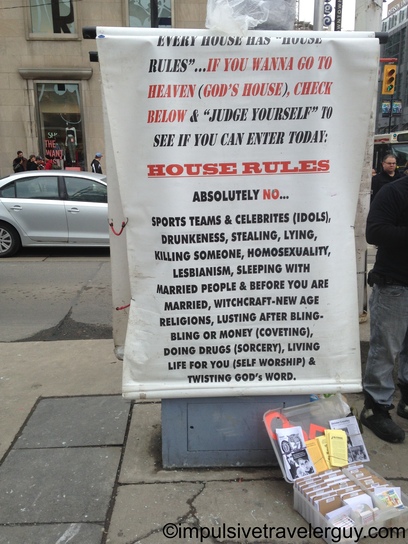 EVERY HOUSE HAS "HOUSE
RULES"...IF YOU WANNA GO TO
HEAVEN (GOD'S HOUSE), CHECK
BELOW & "JUDGE YOURSELF" TO
SEE IF YOU CAN ENTER TODAY:
HOUSE RULES
ABSOLUTELY NO...
SPORTS TEAMS & CELEBRITES (IDOLS),
DRUNKENESS, STEALING, LYING,
KILLING SOMEONE, HOMOSEXUALITY,
LESBIANISM, SLEEPING WITH
MARRIED PEOPLE & BEFORE YOU ARE
MARRIED, WITCHCRAFT-NEW AGE
RELIGIONS, LUSTING AFTER BLING-
BLING OR MONEY (COVETING),
DOING DRUGS (SORCERY), LIVING
LIFE FOR YOU (SELF WORSHIP) &
TWISTING GOD'S WORD.
©impulsivetravelerguy.com